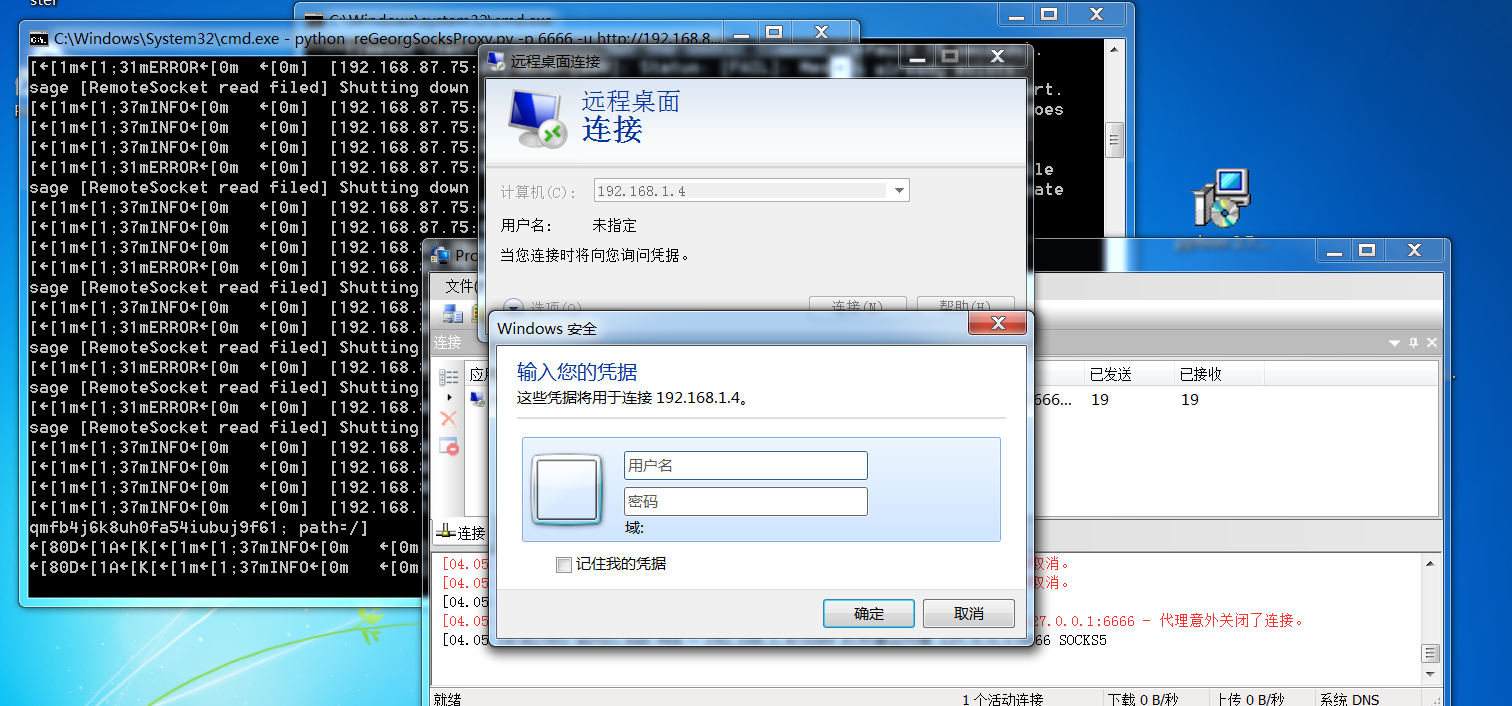 ster
C:\Windows\system32\cmd.exe
C:\Windows\System32\cmd.exe - python reGeorgSocksProxy.py -p 6666 -u http://192.168.8...
[←[1m←[1;31mERROR←[0m   ←[0m]  [192.168.87.75:
sage [RemoteSocket read filed] Shutting down
[←[1m←[1;37mINFO←[0m   ←[0m]  [192.168.87.75:
[←[1m←[1;37mINFO←[0m   ←[0m]  [192.168.87.75:
[←[1m←[1;37mINFO←[0m   ←[0m]  [192.168.87.75:
[←[1m←[1;31mERROR←[0m   ←[0m]  [192.168.87.75:
sage [RemoteSocket read filed] Shutting down
[←[1m←[1;37mINFO←[0m   ←[0m]  [192.168.87.75:
[←[1m←[1;37mINFO←[0m   ←[0m]  [192.168.87.75:
[←[1m←[1;37mINFO←[0m   ←[0m]  [192.168.
[←[1m←[1;31mERROR←[0m   ←[0m]  [192.168.
sage [RemoteSocket read filed] Shutting
[←[1m←[1;37mINFO←[0m   ←[0m]  [192.168.
[←[1m←[1;31mERROR←[0m   ←[0m]  [192.168.
sage [RemoteSocket read filed] Shutting
[←[1m←[1;31mERROR←[0m   ←[0m]  [192.168.
sage [RemoteSocket read filed] Shutting
[←[1m←[1;31mERROR←[0m   ←[0m]  [192.168.
sage [RemoteSocket read filed] Shutting
[←[1m←[1;37mINFO←[0m   ←[0m]  [192.168.
[←[1m←[1;37mINFO←[0m   ←[0m]  [192.168.
[←[1m←[1;37mINFO←[0m   ←[0m]  [192.168.
[←[1m←[1;37mINFO←[0m   ←[0m]  [192.168.
qmfb4j6k8uh0fa54iubuj9f61; path=/]
←[80D←[1A←[K[←[1m←[1;37mINFO←[0m   ←[0m
←[80D←[1A←[K[←[1m←[1;37mINFO←[0m   ←[0m
rt.
oes
le
ate
远程桌面连接
远程桌面
连接
计算机(C):
192.168.1.4
用户名:
未指定
当您连接时将向您询问凭据。
选项(O)
连接(N)
帮助(H)
Windows 安全
输入您的凭据
这些凭据将用于连接 192.168.1.4。
用户名
密码
域:
记住我的凭据
确定
取消
Pro
文件(
连接
应用
已发送
已接收
666...
19
19
连接
[04.05
取消。
[04.05
取消。
[04.05
[04.05
27.0.0.1:6666 - 代理意外关闭了连接。
[04.05
66 SOCKS5
就绪
1 个活动连接
下载 0 B/秒
上传 0 B/秒
系统 DNS